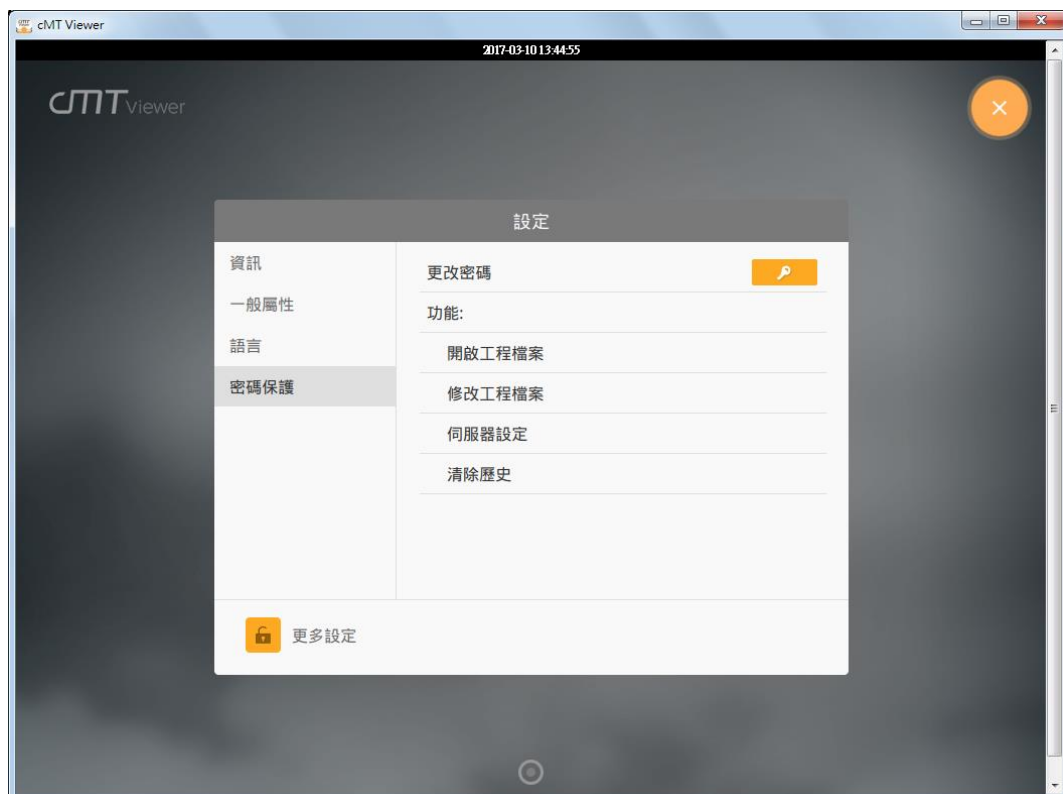 cMT Viewer
2017-03-10 13:44:55
cMT Viewer
設定
資訊
一般屬性
語言
密碼保護
更改密碼
功能:
開啟工程檔案
修改工程檔案
伺服器設定
清除歷史
更多設定